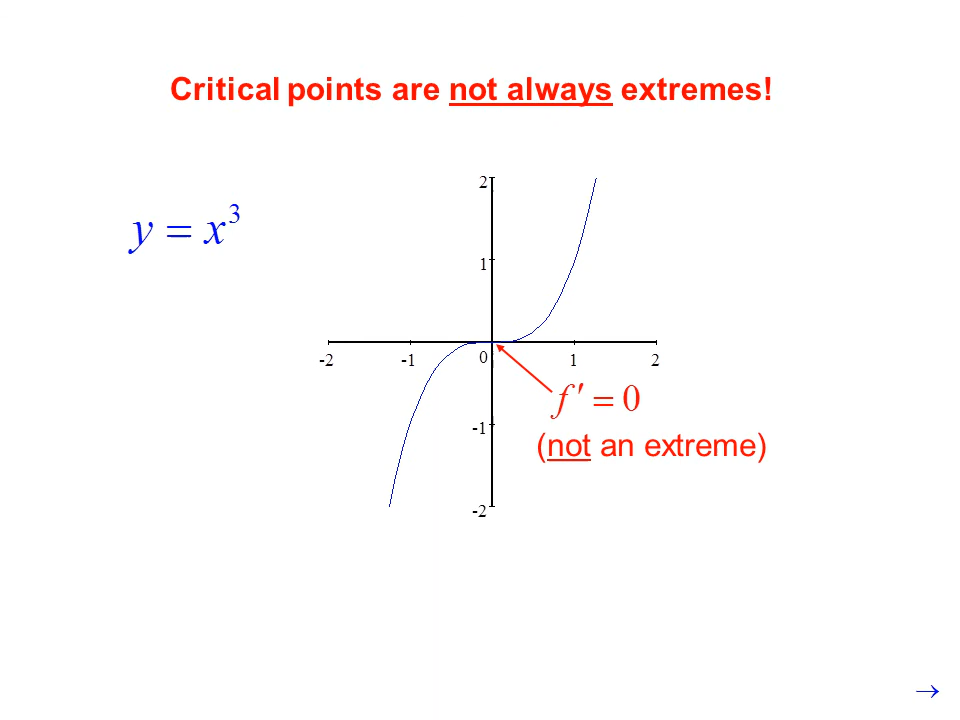 Critical points are not always extremes!
y = x³
2
1
-2 -1 0 1 2
f′ = 0
-1
(not an extreme)
-2
→